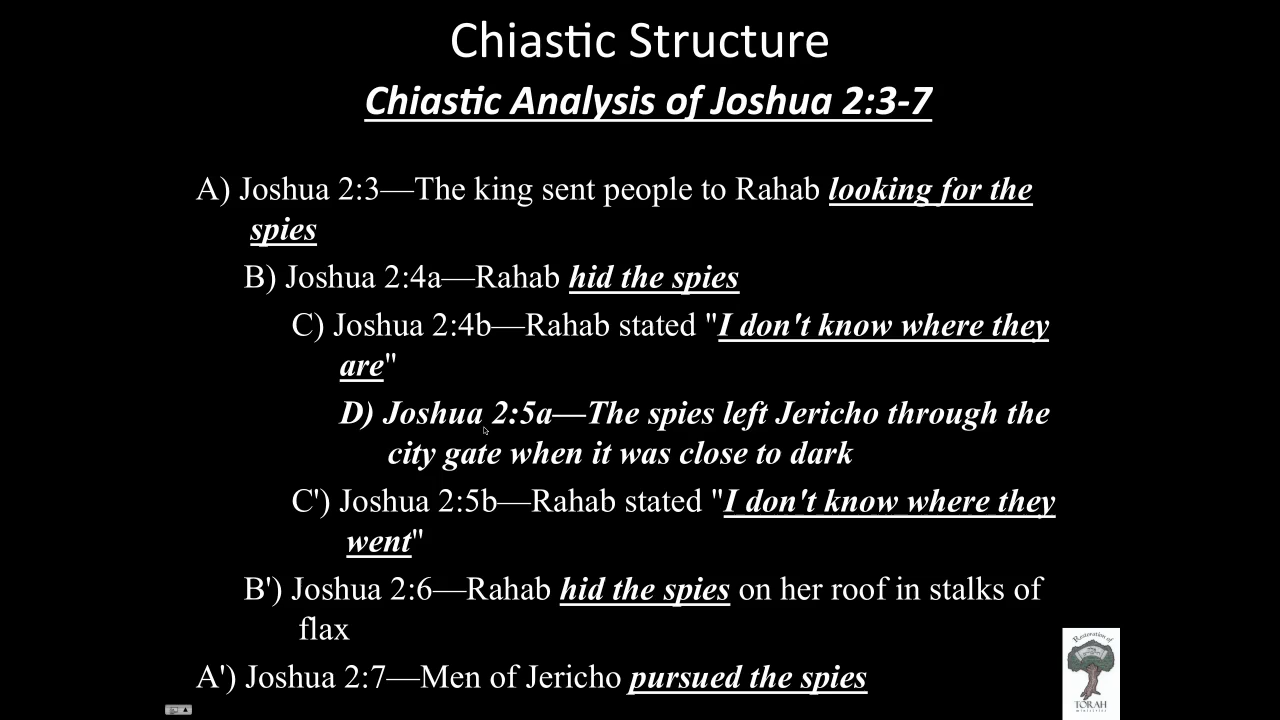 Chiastic Structure
Chiastic Analysis of Joshua 2:3-7
A) Joshua 2:3—The king sent people to Rahab looking for the
spies
B) Joshua 2:4a—Rahab hid the spies
C) Joshua 2:4b—Rahab stated "I don't know where they
are"
D) Joshua 2:5a—The spies left Jericho through the
city gate when it was close to dark
C') Joshua 2:5b—Rahab stated "I don't know where they
went"
B') Joshua 2:6—Rahab hid the spies on her roof in stalks of
flax
A') Joshua 2:7—Men of Jericho pursued the spies
Restoration of
TORAH
ministries